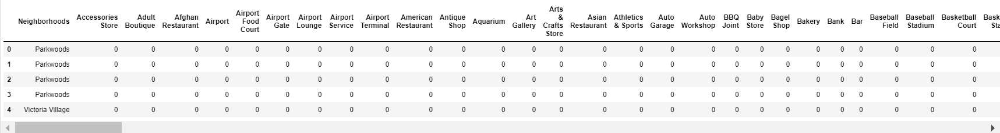 Neighborhoods Accessories Store Adult Boutique Afghan Restaurant Airport Airport Food Court Airport Gate Airport Lounge Airport Service Airport Terminal American Restaurant Antique Shop Aquarium Art Gallery Arts & Crafts Store Asian Restaurant Athletics & Sports Auto Garage Auto Workshop BBQ Joint Baby Store Bagel Shop Bakery Bank Bar Baseball Field Baseball Stadium Basketball Court Bask Sta
0 Parkwoods 0 0 0 0 0 0 0 0 0 0 0 0 0 0 0 0 0 0 0 0 0 0 0 0 0 0 0
1 Parkwoods 0 0 0 0 0 0 0 0 0 0 0 0 0 0 0 0 0 0 0 0 0 0 0 0 0 0 0
2 Parkwoods 0 0 0 0 0 0 0 0 0 0 0 0 0 0 0 0 0 0 0 0 0 0 0 0 0 0 0
3 Parkwoods 0 0 0 0 0 0 0 0 0 0 0 0 0 0 0 0 0 0 0 0 0 0 0 0 0 0 0
4 Victoria Village 0 0 0 0 0 0 0 0 0 0 0 0 0 0 0 0 0 0 0 0 0 0 0 0 0 0 0